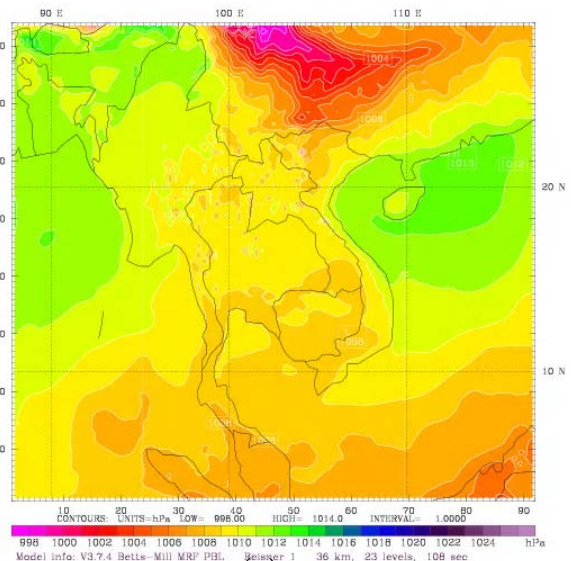 90 E 100 E 110 E
1004
1008
1013 1012
20 N
1008
10 N
10 20 30 40 50 60 70 80 90
CONTOURS: UNITS=hPa LOW= 998.00 HIGH= 1014.0 INTERVAL= 1.0000
998 1000 1002 1004 1006 1008 1010 1012 1014 1016 1018 1020 1022 1024 hPa
Model info: V3.7.4 Betts-Mill MRF PBL Reisner 1 36 km, 23 levels, 108 sec